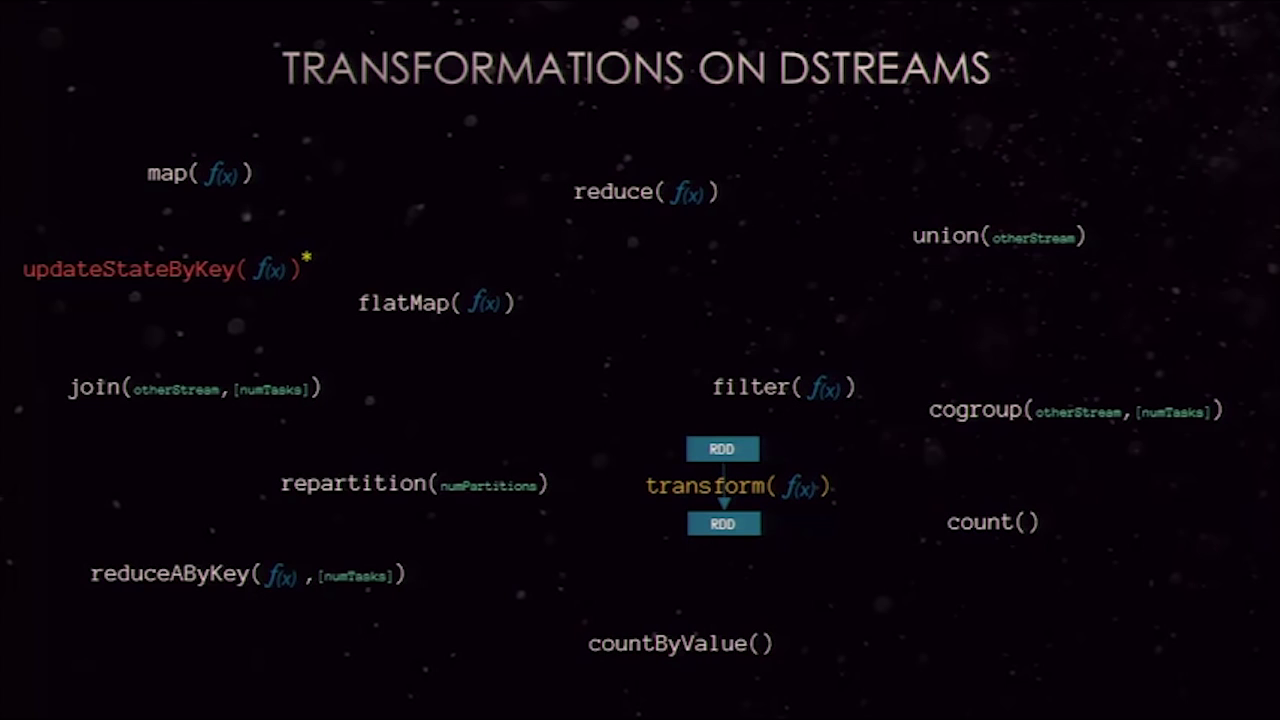 TRANSFORMATIONS ON DSTREAMS
map( f(x) )
reduce( f(x) )
union(otherStream)
updateStateByKey( f(x) )*
flatMap( f(x) )
join(otherStream,[numTasks])
filter( f(x) )
cogroup(otherStream,[numTasks])
RDD
repartition(numPartitions)
transform( f(x) )
RDD
count()
reduceAByKey( f(x) ,[numTasks])
countByValue()